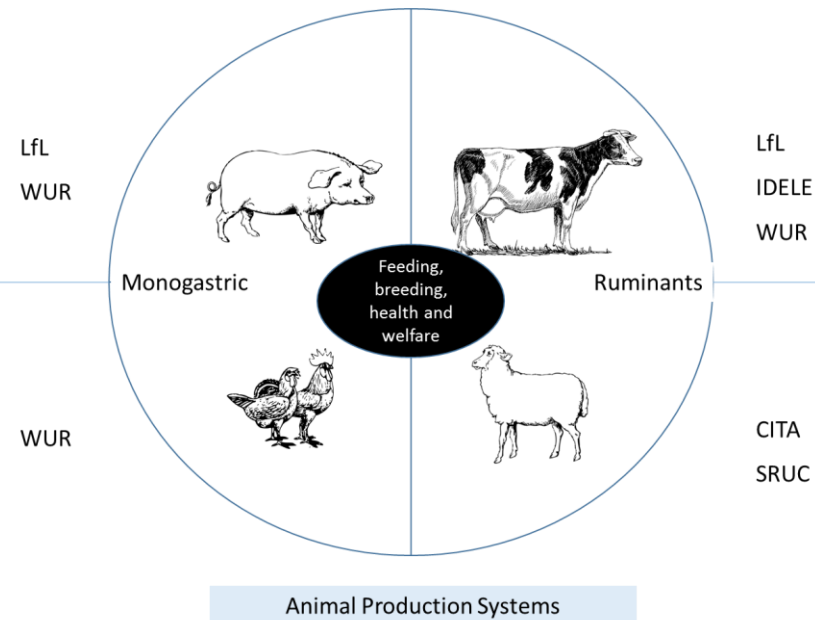 LfL
WUR
LfL
IDELE
WUR
Monogastric
Feeding,
breeding,
health and
welfare
Ruminants
WUR
CITA
SRUC
Animal Production Systems